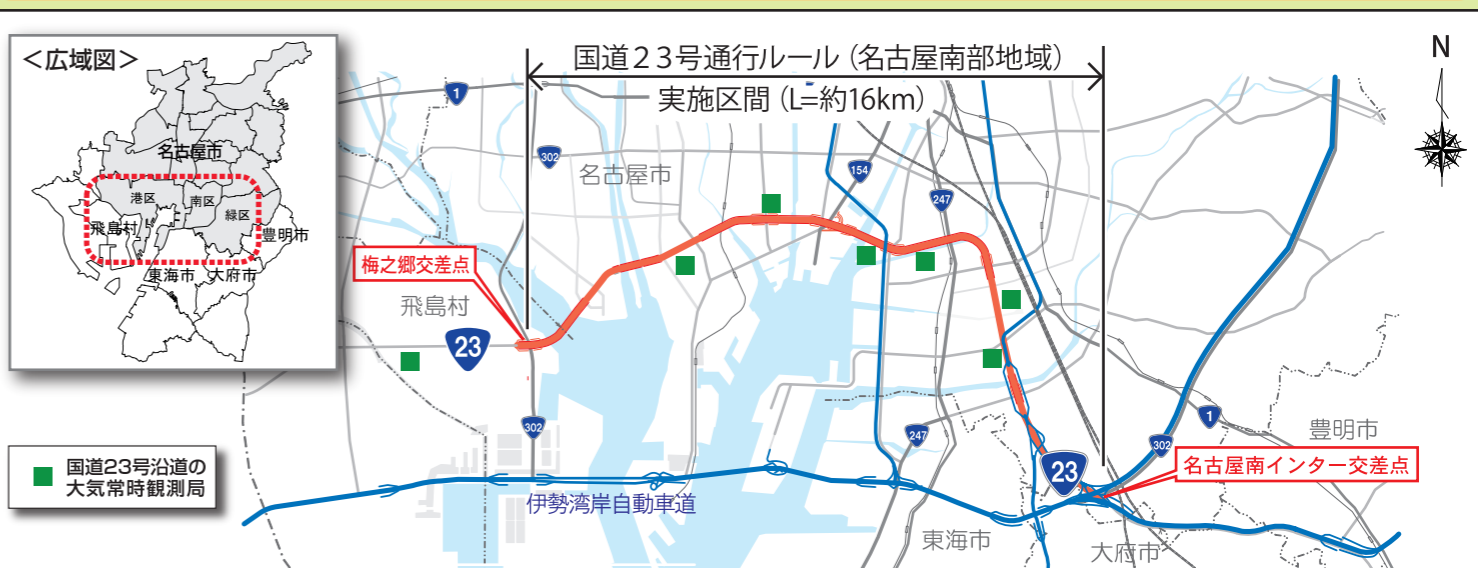 <広域図>
名古屋市
港区
南区
緑区
飛島村
豊明市
東海市
大府市
国道23号通行ルール(名古屋南部地域)
実施区間(L=約16km)
N
1
302
名古屋市
154
247
梅之郷交差点
飛島村
23
302
247
1
302
豊明市
23
名古屋南インター交差点
国道23号沿道の
大気常時観測局
伊勢湾岸自動車道
東海市
大府市